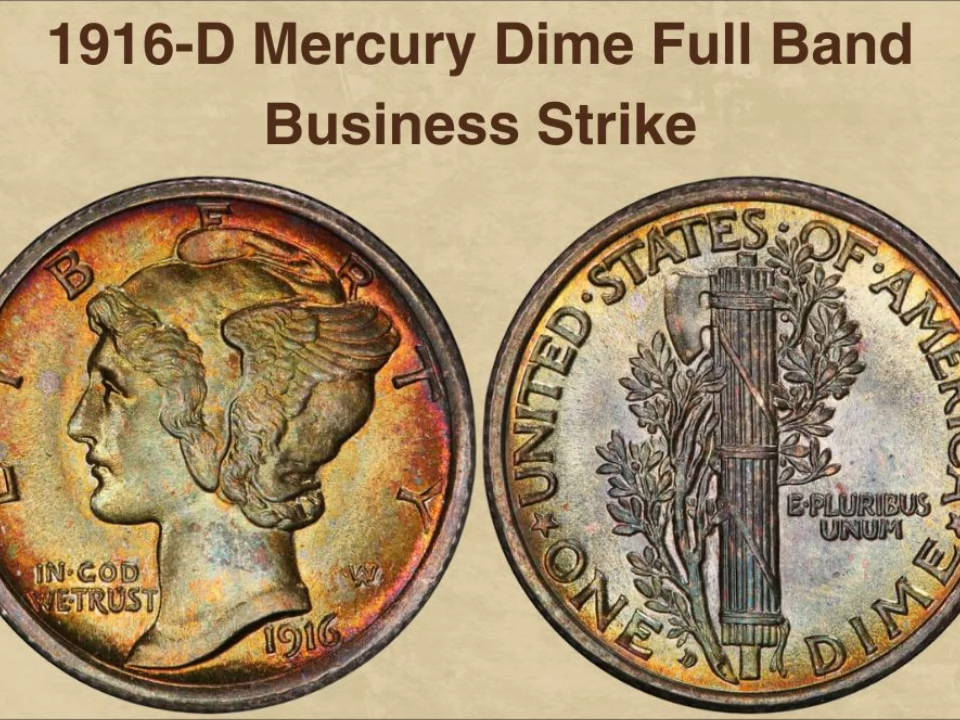 1916-D Mercury Dime Full Band
Business Strike
LIBERTY
IN·GOD
WE TRUST
W
1916
·UNITED·STATES·OF·AMERICA
E·PLURIBUS
UNUM
ONE DIME
D